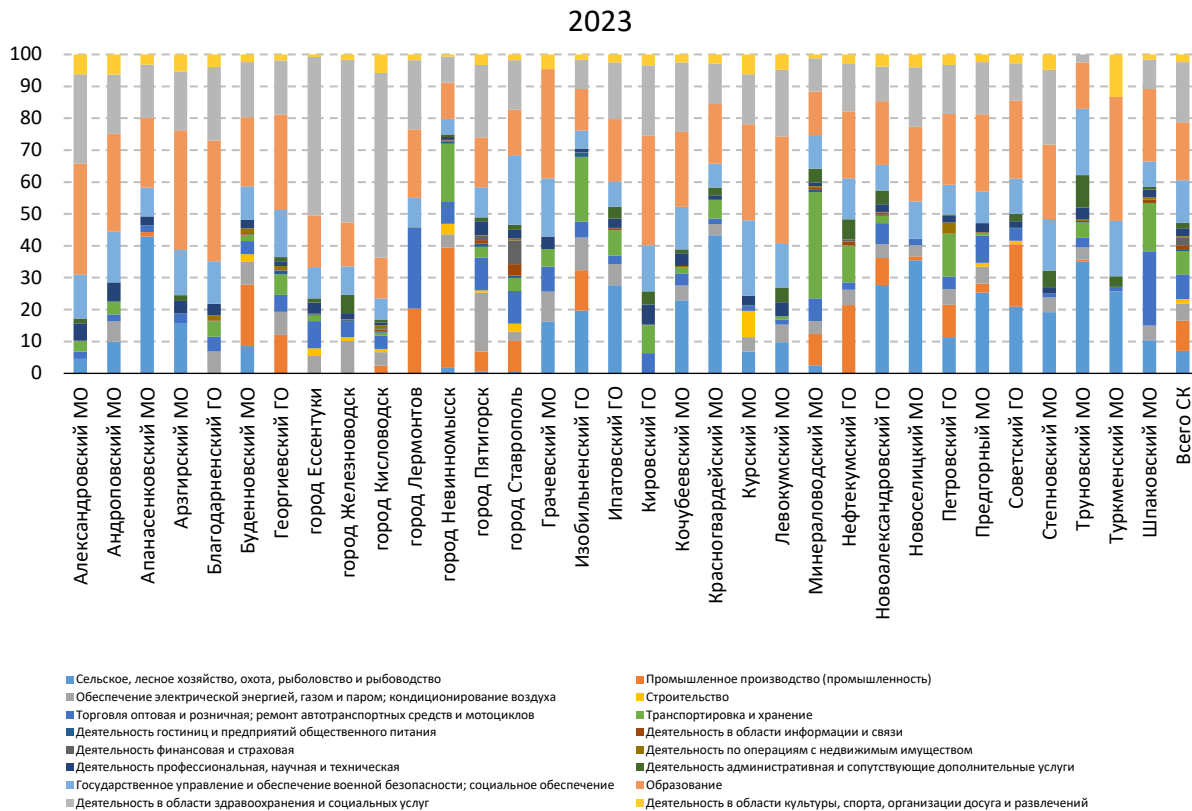 2023
100
90
80
70
60
50
40
30
20
10
0
Александровский МО
Андроповский МО
Апанасенковский МО
Арзгирский МО
Благодарненский ГО
Буденновский МО
Георгиевский ГО
город Ессентуки
город Железноводск
город Кисловодск
город Лермонтов
город Невинномысск
город Пятигорск
город Ставрополь
Грачевский МО
Изобильненский ГО
Ипатовский ГО
Кировский ГО
Кочубеевский МО
Красногвардейский МО
Курский МО
Левокумский МО
Минераловодский МО
Нефтекумский ГО
Новоалександровский ГО
Новоселицкий МО
Петровский ГО
Предгорный МО
Советский ГО
Степновский МО
Труновский МО
Туркменский МО
Шпаковский МО
Всего СК
Сельское, лесное хозяйство, охота, рыболовство и рыбоводство
Промышленное производство (промышленность)
Обеспечение электрической энергией, газом и паром; кондиционирование воздуха
Строительство
Торговля оптовая и розничная; ремонт автотранспортных средств и мотоциклов
Транспортировка и хранение
Деятельность гостиниц и предприятий общественного питания
Деятельность в области информации и связи
Деятельность финансовая и страховая
Деятельность по операциям с недвижимым имуществом
Деятельность профессиональная, научная и техническая
Деятельность административная и сопутствующие дополнительные услуги
Государственное управление и обеспечение военной безопасности; социальное обеспечение
Образование
Деятельность в области здравоохранения и социальных услуг
Деятельность в области культуры, спорта, организации досуга и развлечений